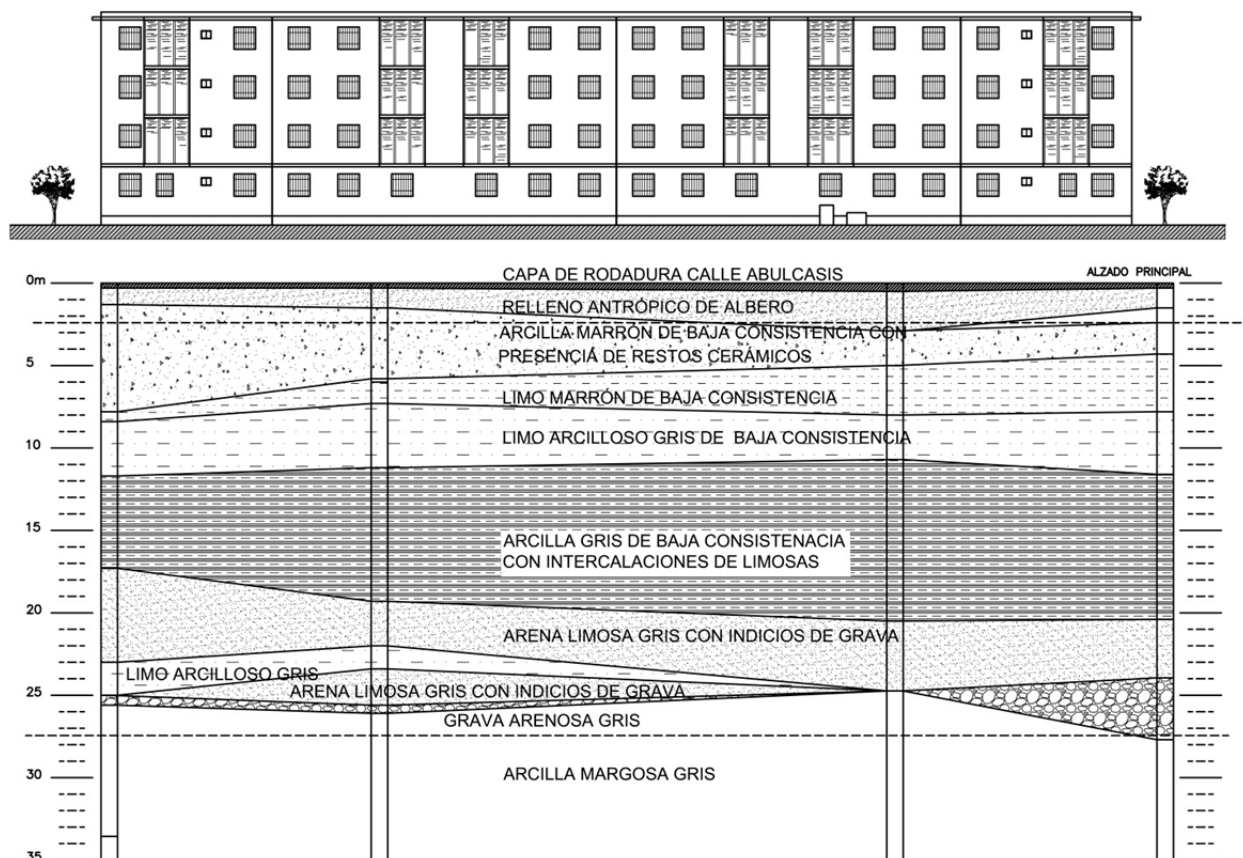 0m
CAPA DE RODADURA CALLE ABULCASIS
ALZADO PRINCIPAL
RELLENO ANTRÓPICO DE ALBERO
ARCILLA MARRÓN DE BAJA CONSISTENCIA CON
PRESENCIA DE RESTOS CERÁMICOS
5
LIMO MARRÓN DE BAJA CONSISTENCIA
LIMO ARCILLOSO GRIS DE BAJA CONSISTENCIA
10
15
ARCILLA GRIS DE BAJA CONSISTENACIA
CON INTERCALACIONES DE LIMOSAS
20
ARENA LIMOSA GRIS CON INDICIOS DE GRAVA
LIMO ARCILLOSO GRIS
25
ARENA LIMOSA GRIS CON INDICIOS DE GRAVA
GRAVA ARENOSA GRIS
30
ARCILLA MARGOSA GRIS
35